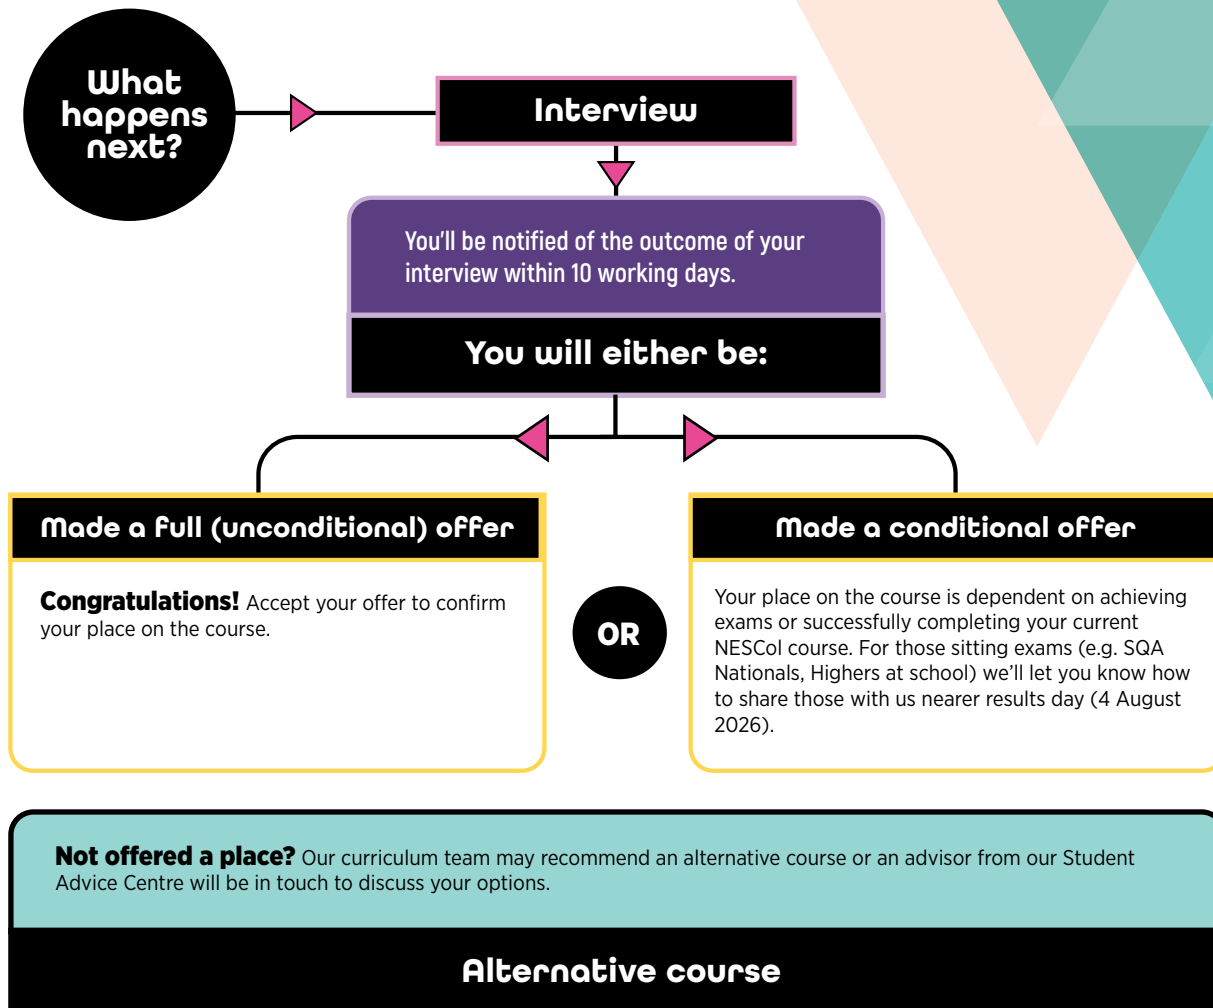 What
happens
next?
Interview
You'll be notified of the outcome of your
interview within 10 working days.
You will either be:
Made a full (unconditional) offer
Congratulations! Accept your offer to confirm
your place on the course.
OR
Made a conditional offer
Your place on the course is dependent on achieving
exams or successfully completing your current
NESCol course. For those sitting exams (e.g. SQA
Nationals, Highers at school) we'll let you know how
to share those with us nearer results day (4 August
2026).
Not offered a place? Our curriculum team may recommend an alternative course or an advisor from our Student
Advice Centre will be in touch to discuss your options.
Alternative course